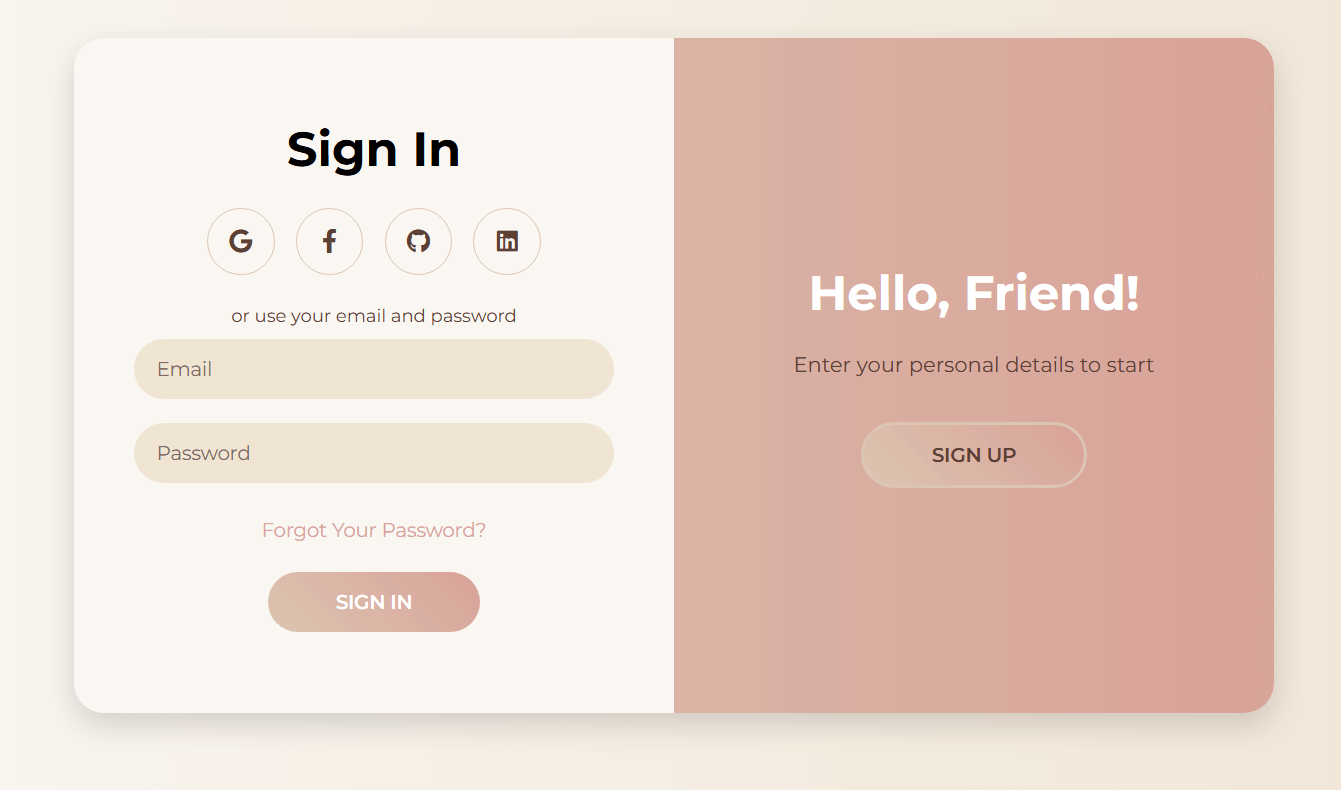 Sign In
or use your email and password
Email
Password
Forgot Your Password?
SIGN IN
Hello, Friend!
Enter your personal details to start
SIGN UP